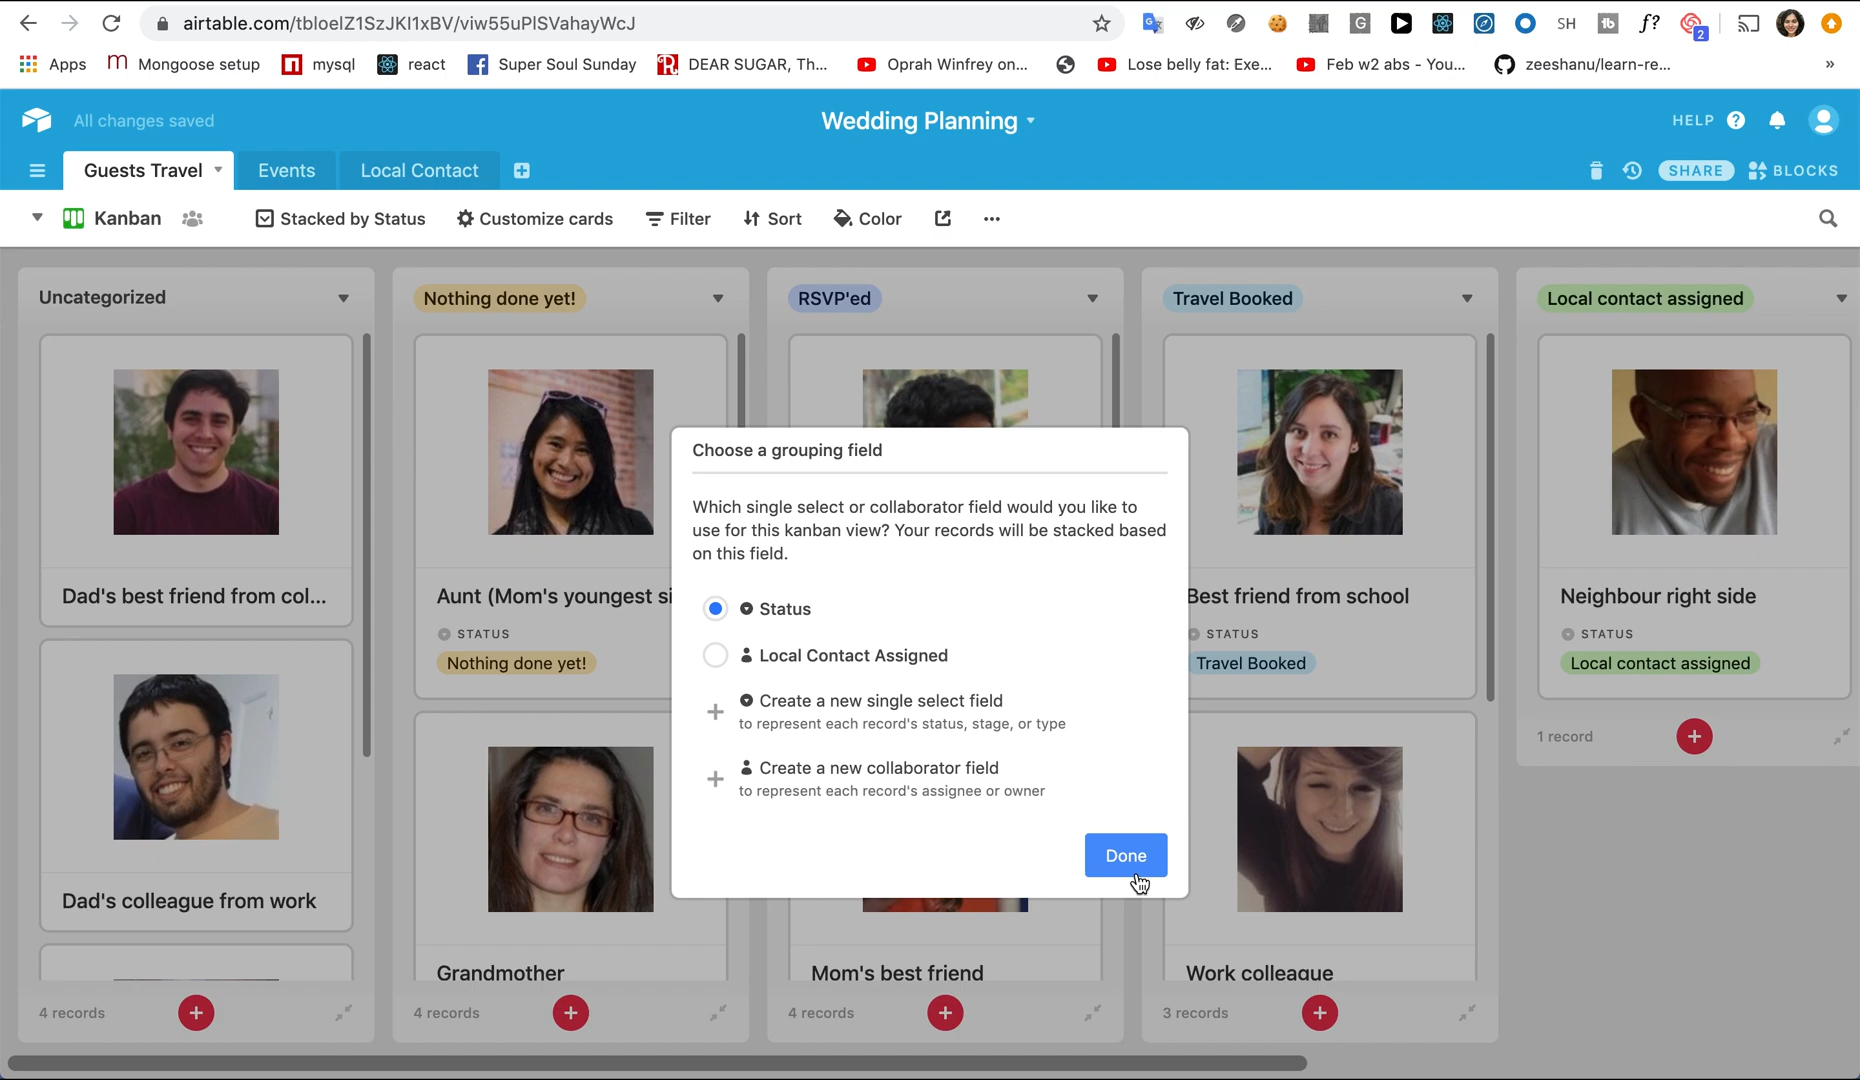 airtable.com/tbloelZ1SzJKI1xBV/viw55uPlSVahayWcJ
G
SH
tb
f?
2
Apps
Mongoose setup
mysql
react
Super Soul Sunday
DEAR SUGAR, Th...
Oprah Winfrey on...
Lose belly fat: Exe...
Feb w2 abs - You...
zeeshanu/learn-re...
»
All changes saved
Wedding Planning
HELP ?
Guests Travel
Events
Local Contact
SHARE
BLOCKS
Kanban
Stacked by Status
Customize cards
Filter
Sort
Color
Uncategorized
Nothing done yet!
RSVP'ed
Travel Booked
Local contact assigned
Choose a grouping field
Which single select or collaborator field would you like to
use for this kanban view? Your records will be stacked based
on this field.
Status
Local Contact Assigned
Create a new single select field
to represent each record's status, stage, or type
Create a new collaborator field
to represent each record's assignee or owner
Done
Dad's best friend from col...
Aunt (Mom's youngest si
Best friend from school
Neighbour right side
STATUS
STATUS
STATUS
Nothing done yet!
Travel Booked
Local contact assigned
1 record
Dad's colleague from work
Grandmother
Mom's best friend
Work colleague
4 records
4 records
4 records
3 records